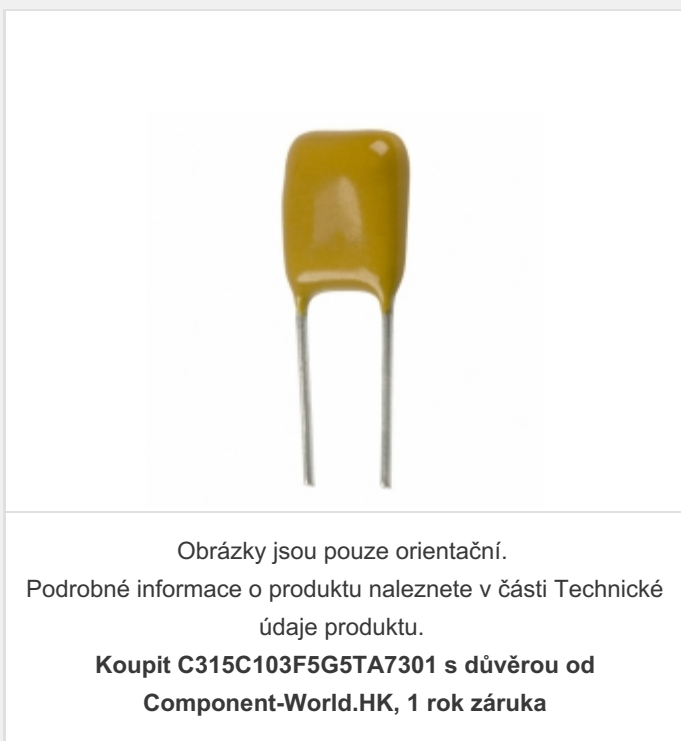 Obrázky jsou pouze orientační.
Podrobné informace o produktu naleznete v části Technické
údaje produktu.
Koupit C315C103F5G5TA7301 s důvěrou od
Component-World.HK, 1 rok záruka